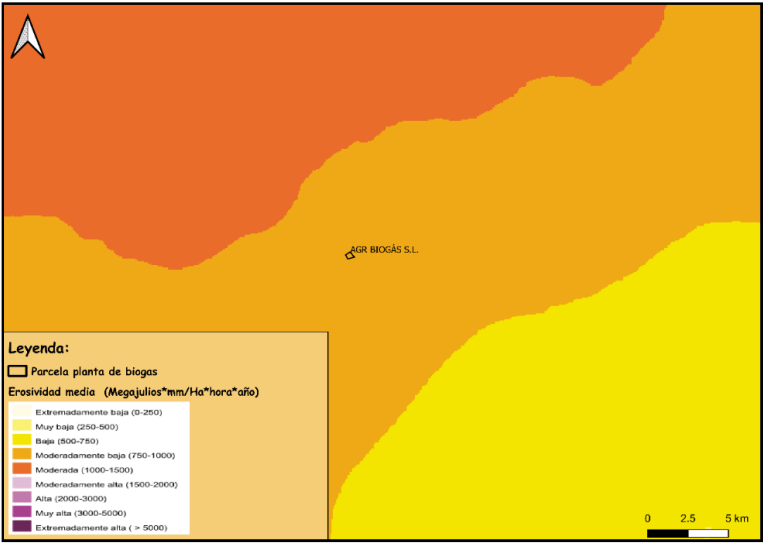 AGR BIOGÁS S.L.
Leyenda:
Parcela planta de biogas
Erosividad media (Megajulios*mm/Ha*hora*año)
Extremadamente baja (0-250)
Muy baja (250-500)
Baja (500-750)
Moderadamente baja (750-1000)
Moderada (1000-1500)
Moderadamente alta (1500-2000)
Alta (2000-3000)
Muy alta (3000-5000)
Extremadamente alta ( > 5000)
0 2.5 5 km